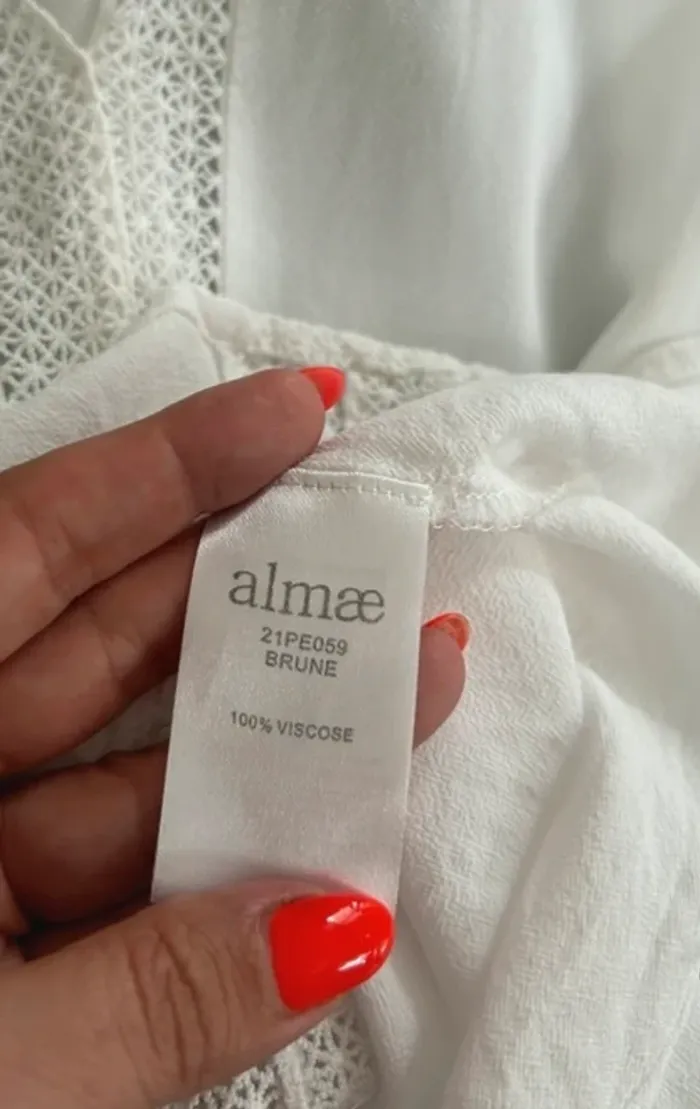 almæ
21PE059
BRUNE
100% VISCOSE